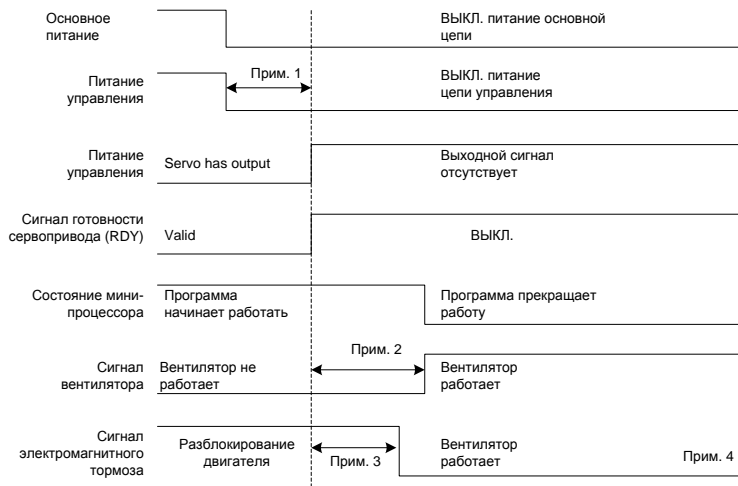 Основное
питание
ВЫКЛ. питание основной
цепи
Питание
управления
Прим. 1
ВЫКЛ. питание
цепи управления
Питание
управления
Servo has output
Выходной сигнал
отсутствует
Сигнал готовности
сервопривода (RDY)
Valid
ВЫКЛ.
Состояние мини-
процессора
Программа
начинает работать
Программа прекращает
работу
Сигнал
вентилятора
Вентилятор не
работает
Прим. 2
Вентилятор
работает
Сигнал
электромагнитного
тормоза
Разблокирование
двигателя
Прим. 3
Вентилятор
работает
Прим. 4